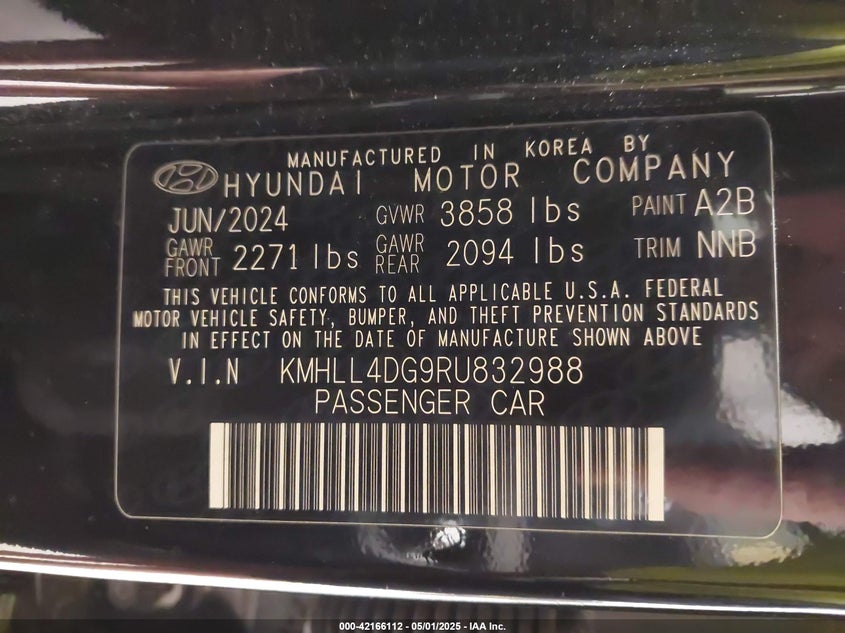 MANUFACTURED IN KOREA BY
HYUNDAI MOTOR COMPANY
JUN/2024 GVWR 3858 lbs PAINT A2B
GAWR FRONT 2271 lbs GAWR REAR 2094 lbs TRIM NNB
THIS VEHICLE CONFORMS TO ALL APPLICABLE U.S.A. FEDERAL
MOTOR VEHICLE SAFETY, BUMPER, AND THEFT PREVENTION STANDARDS
IN EFFECT ON THE DATE OF MANUFACTURE SHOWN ABOVE
V.I.N KMHLL4DG9RU832988
PASSENGER CAR
000-42166112 - 05/01/2025 - IAA Inc.